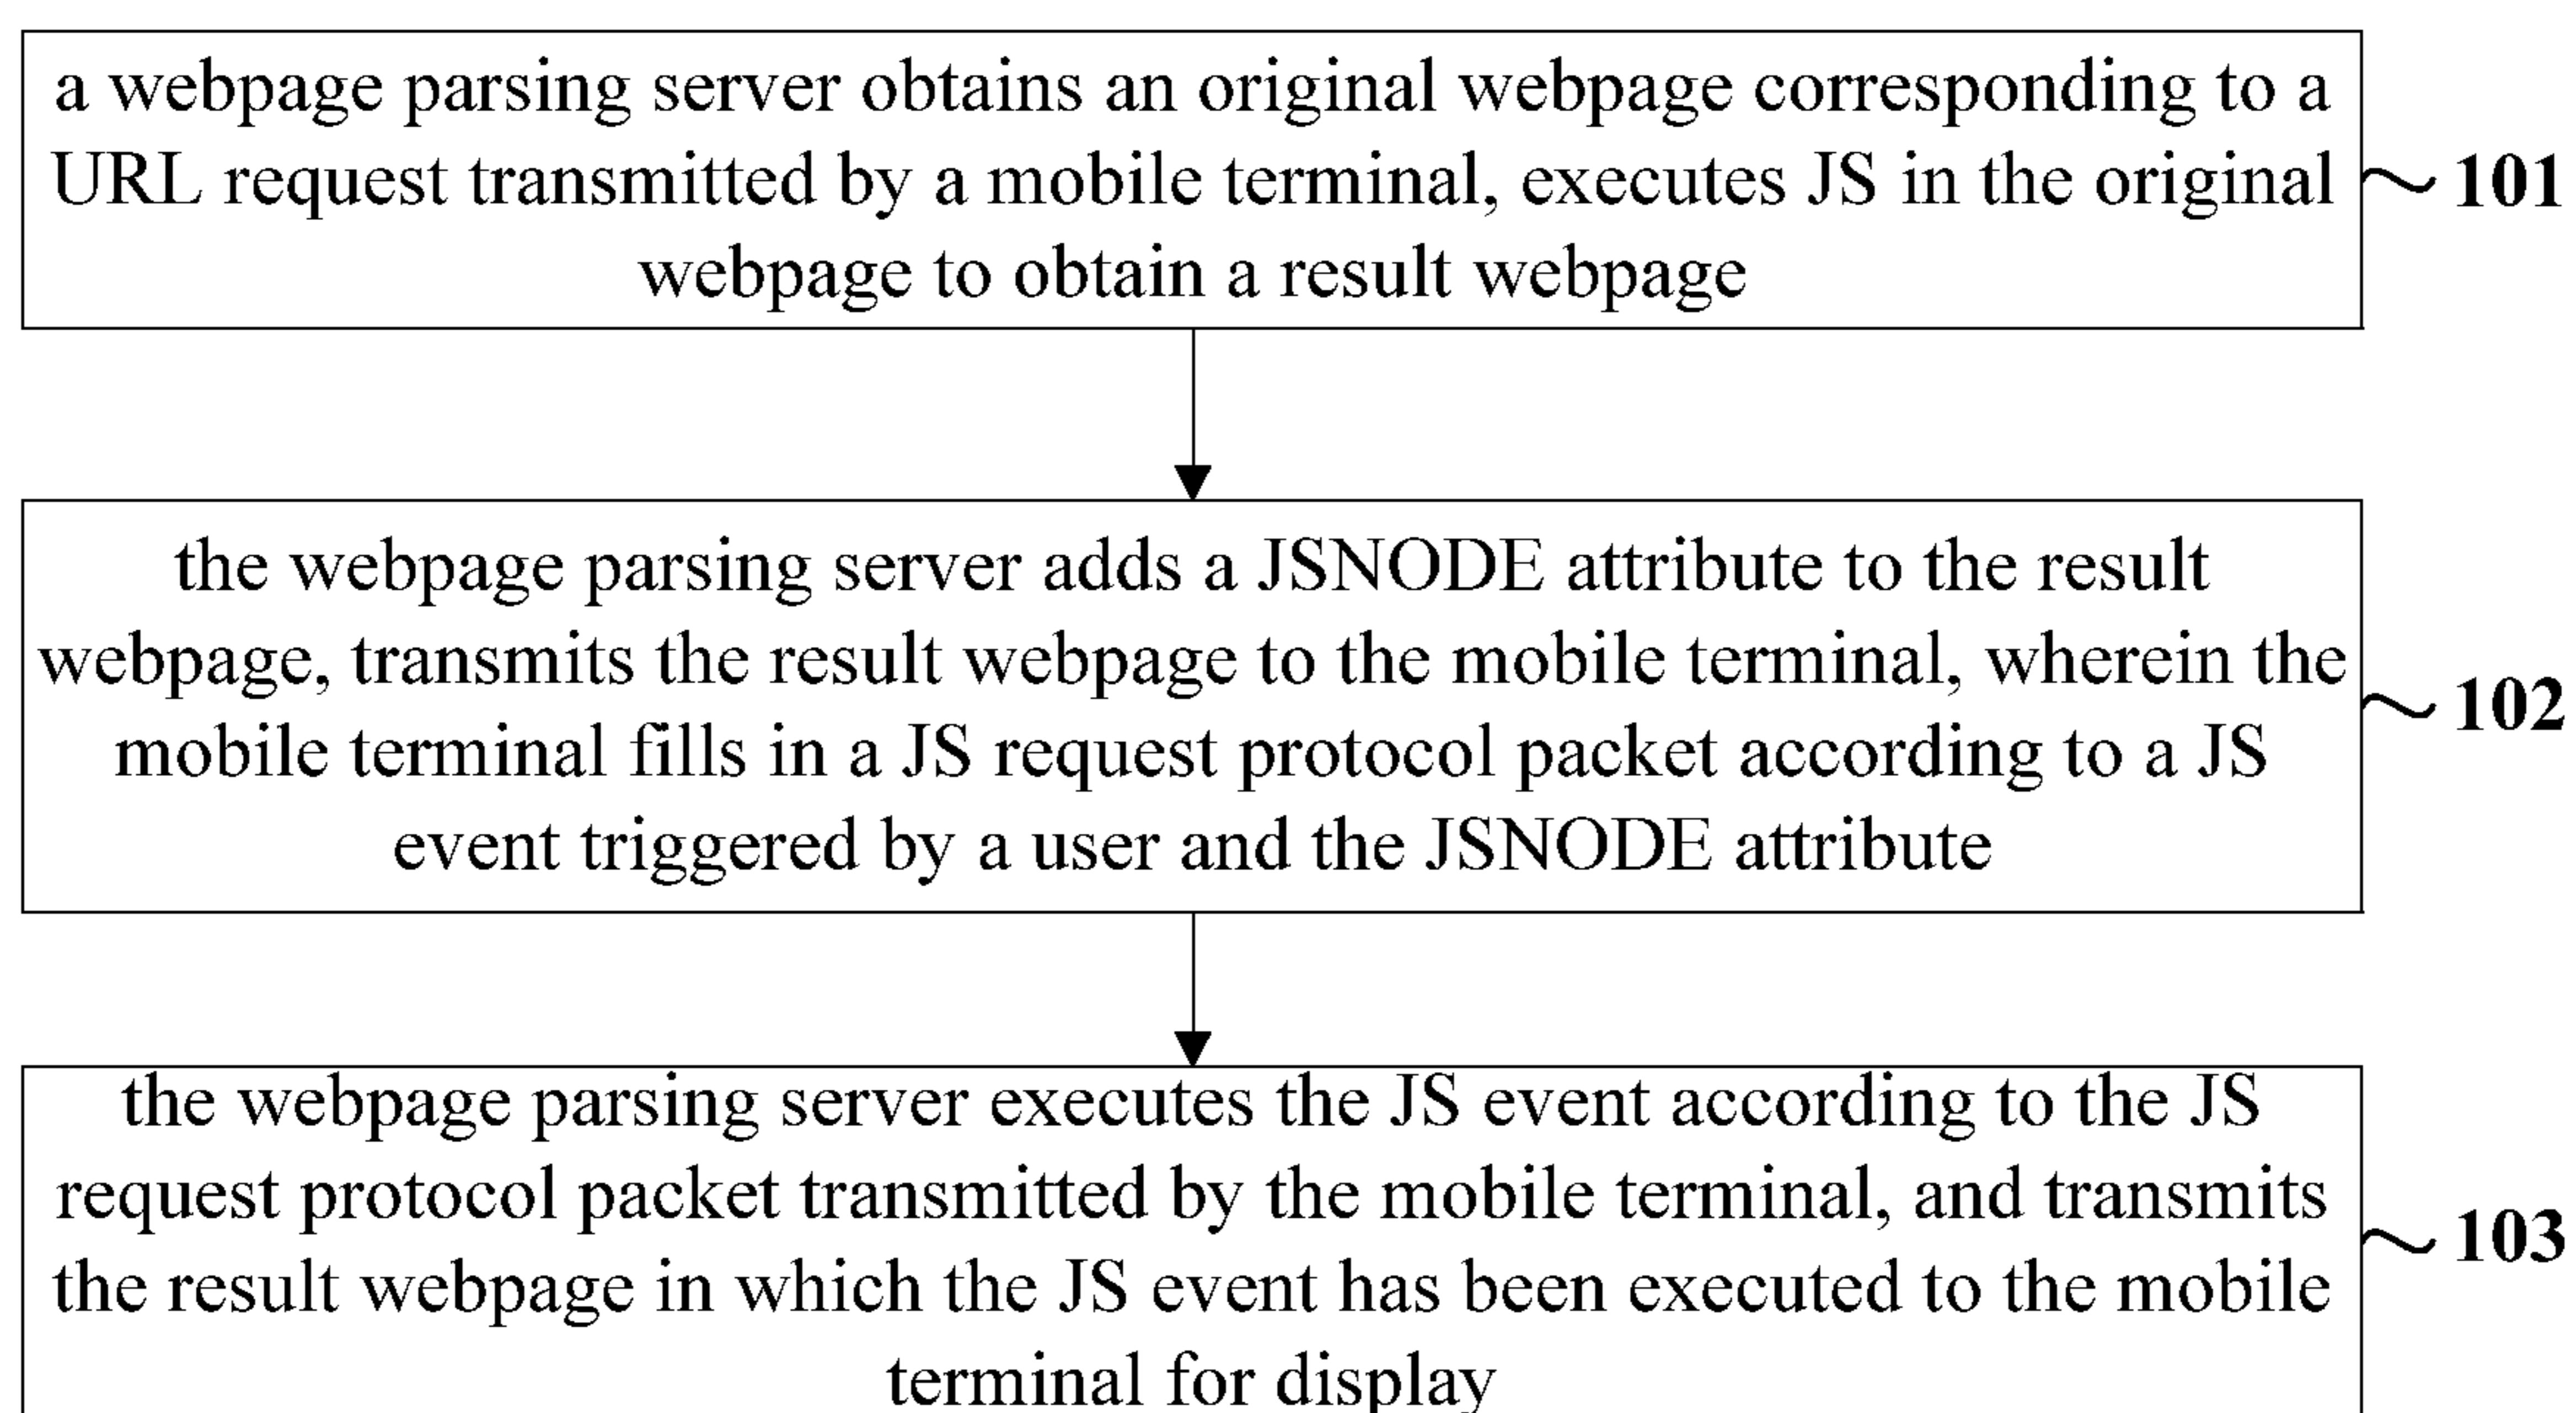 a webpage parsing server obtains an original webpage corresponding to a
URL request transmitted by a mobile terminal, executes JS in the original
webpage to obtain a result webpage
101
the webpage parsing server adds a JSNODE attribute to the result
webpage, transmits the result webpage to the mobile terminal, wherein the
mobile terminal fills in a JS request protocol packet according to a JS
event triggered by a user and the JSNODE attribute
102
the webpage parsing server executes the JS event according to the JS
request protocol packet transmitted by the mobile terminal, and transmits
the result webpage in which the JS event has been executed to the mobile
terminal for display
103